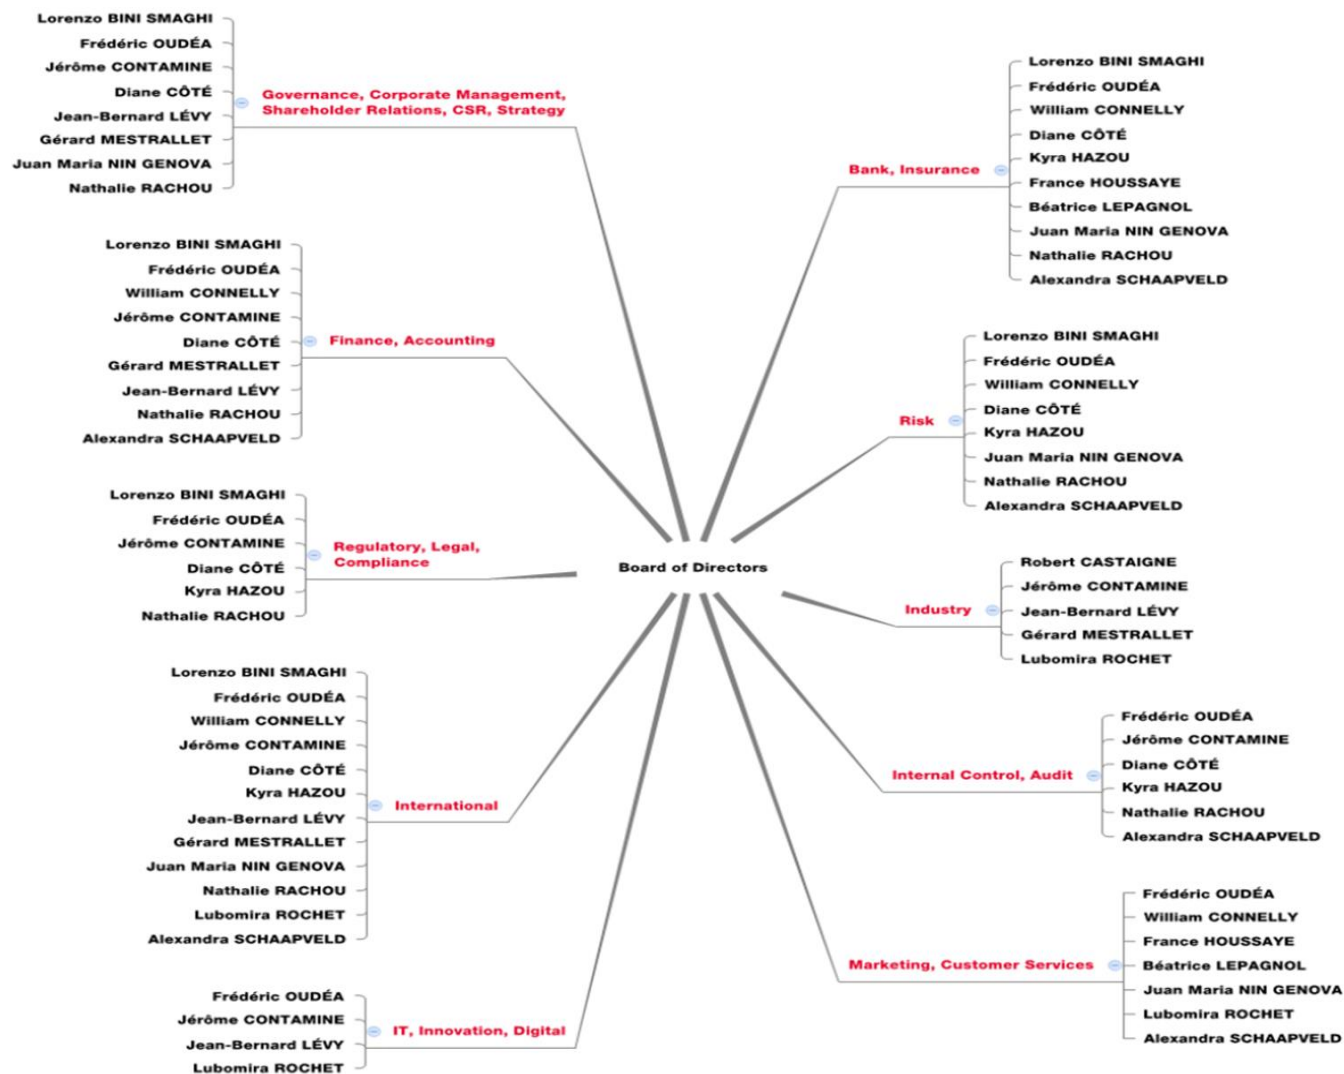 Lorenzo BINI SMAGHI
Frédéric OUDÉA
Jérôme CONTAMINE
Diane CÔTÉ
Jean-Bernard LÉVY
Gérard MESTRALLET
Juan Maria NIN GENOVA
Nathalie RACHOU
Governance, Corporate Management,
Shareholder Relations, CSR, Strategy
Lorenzo BINI SMAGHI
Frédéric OUDÉA
William CONNELLY
Jérôme CONTAMINE
Diane CÔTÉ
Gérard MESTRALLET
Jean-Bernard LÉVY
Nathalie RACHOU
Alexandra SCHAAPVELD
Finance, Accounting
Lorenzo BINI SMAGHI
Frédéric OUDÉA
Jérôme CONTAMINE
Diane CÔTÉ
Kyra HAZOU
Nathalie RACHOU
Regulatory, Legal,
Compliance
Lorenzo BINI SMAGHI
Frédéric OUDÉA
William CONNELLY
Jérôme CONTAMINE
Diane CÔTÉ
Kyra HAZOU
Jean-Bernard LÉVY
Gérard MESTRALLET
Juan Maria NIN GENOVA
Nathalie RACHOU
Lubomira ROCHET
Alexandra SCHAAPVELD
International
Frédéric OUDÉA
Jérôme CONTAMINE
Jean-Bernard LÉVY
Lubomira ROCHET
IT, Innovation, Digital
Board of Directors
Bank, Insurance
Lorenzo BINI SMAGHI
Frédéric OUDÉA
William CONNELLY
Diane CÔTÉ
Kyra HAZOU
France HOUSSAYE
Béatrice LEPAGNOL
Juan Maria NIN GENOVA
Nathalie RACHOU
Alexandra SCHAAPVELD
Risk
Lorenzo BINI SMAGHI
Frédéric OUDÉA
William CONNELLY
Diane CÔTÉ
Kyra HAZOU
Juan Maria NIN GENOVA
Nathalie RACHOU
Alexandra SCHAAPVELD
Industry
Robert CASTAIGNE
Jérôme CONTAMINE
Jean-Bernard LÉVY
Gérard MESTRALLET
Lubomira ROCHET
Internal Control, Audit
Frédéric OUDÉA
Jérôme CONTAMINE
Diane CÔTÉ
Kyra HAZOU
Nathalie RACHOU
Alexandra SCHAAPVELD
Marketing, Customer Services
Frédéric OUDÉA
William CONNELLY
France HOUSSAYE
Béatrice LEPAGNOL
Juan Maria NIN GENOVA
Lubomira ROCHET
Alexandra SCHAAPVELD